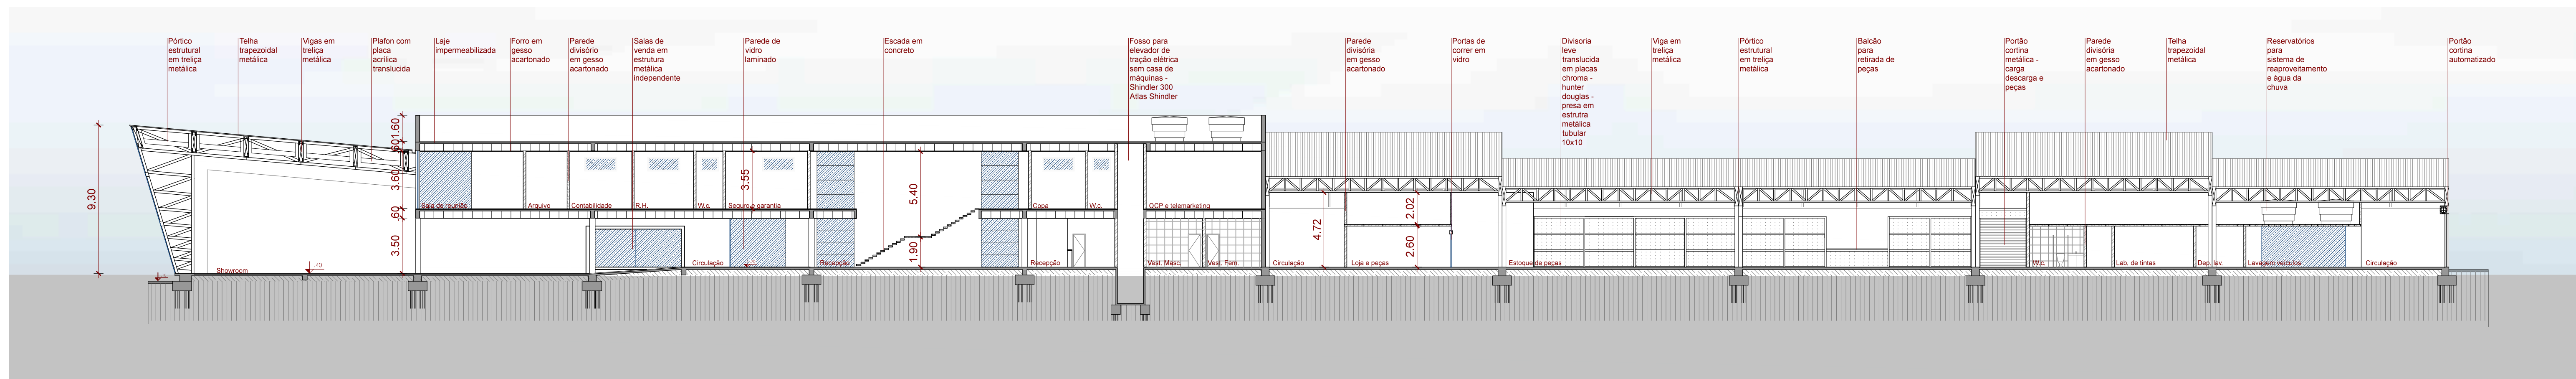 Pórtico
estrutural
em treliça
metálica
Telha
trapezoidal
metálica
Vigas em
treliça
metálica
Plafon com
placa
acrílica
translucida
Laje
impermeabilizada
Forro em
gesso
acartonado
Parede
divisório
em gesso
acartonado
Salas de
venda em
estrutura
metálica
independente
Parede de
vidro
laminado
Escada em
concreto
Fosso para
elevador de
tração elétrica
sem casa de
máquinas -
Shindler 300
Atlas Shindler
Parede
divisória
em gesso
acartonado
Portas de
correr em
vidro
Divisoria
leve
translucida
em placas
chroma -
hunter
douglas -
presa em
estrutra
metálica
tubular
10x10
Viga em
treliça
metálica
Pórtico
estrutural
em treliça
metálica
Balcão
para
retirada de
peças
Portão
cortina
metálica -
carga
descarga e
peças
Parede
divisória
em gesso
acartonado
Telha
trapezoidal
metálica
Reservatórios
para
sistema de
reaproveitamento
e água da
chuva
Portão
cortina
automatizado
9.30
1.60
.60
3.60
.60
3.50
3.55
5.40
1.90
4.72
2.02
2.60
Sala de reunião
Arquivo
Contabilidade
R.H.
W.c.
Seguro e garantia
Copa
W.c.
QCP e telemarketing
Showroom
.40
Circulação
Recepção
Recepção
Vest. Masc.
Vest. Fem.
Circulação
Loja e peças
Estoque de peças
W.c.
Lab. de tintas
Dep. lav.
Lavagem veículos
Circulação